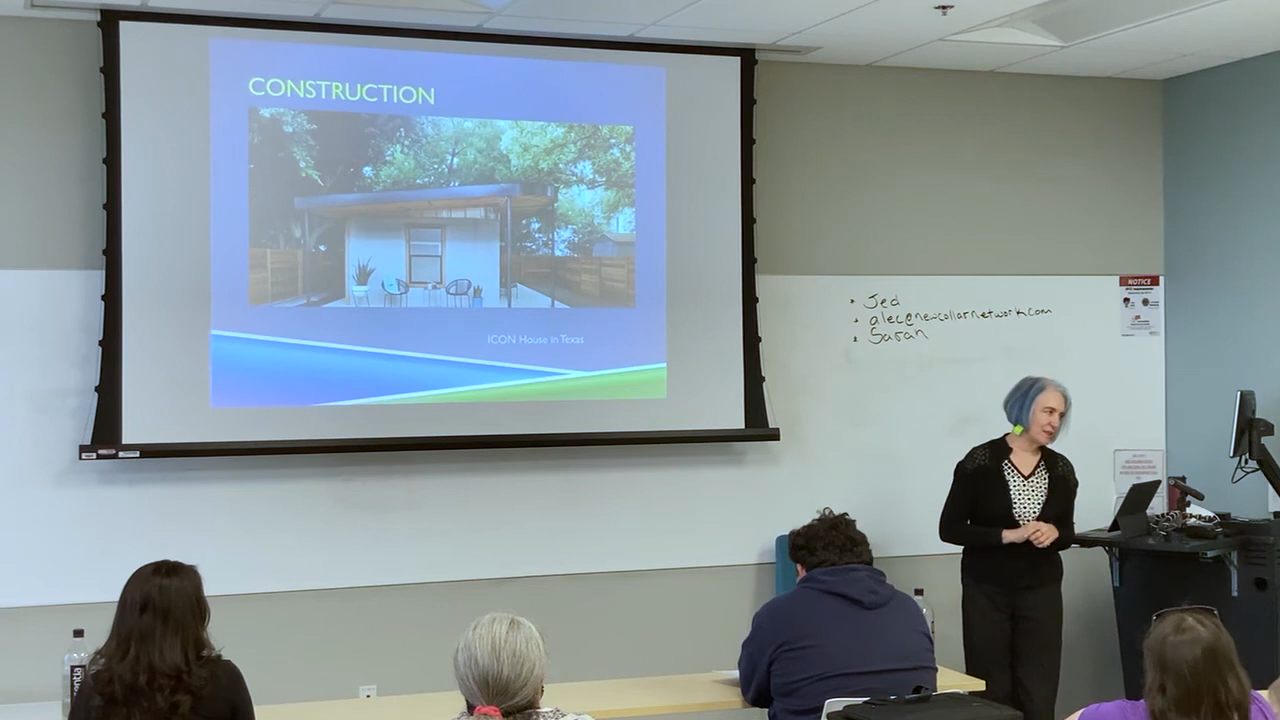 CONSTRUCTION
ICON House in Texas
• Jed
• alec@newcollarnetwork.com
• Sarah
NOTICE